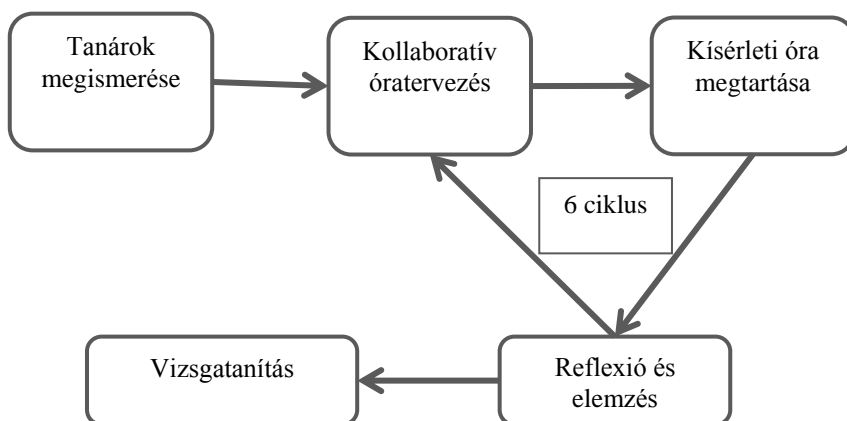 Tanárok
megismerése
Kollaboratív
óratervezés
Kísérleti óra
megtartása
6 ciklus
Vizsgatanítás
Reflexió és
elemzés